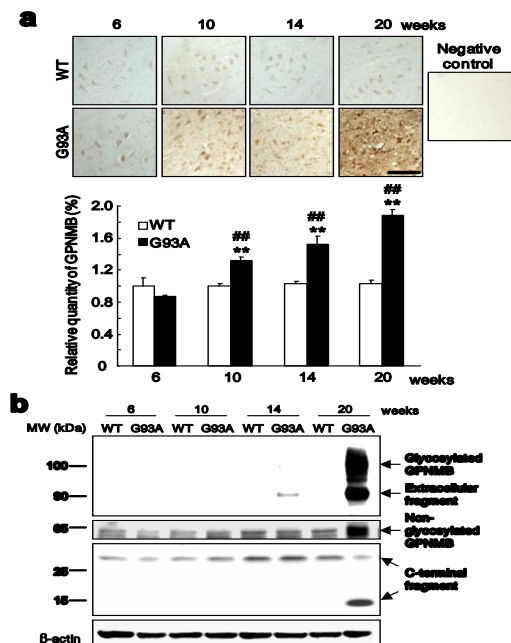 a
6 10 14 20 weeks
WT
G93A
Negative
control
Relative quantity of GPNMB (%)
2.0
1.6
1.2
0.8
0.4
0
WT
G93A
##
**
##
**
##
**
6 10 14 20 weeks
b
6 10 14 20 weeks
MW (kDa) WT G93A WT G93A WT G93A WT G93A
100
90
65
25
15
β-actin
Glycosylated
GPNMB
Extracellular
fragment
Non-
glycosylated
GPNMB
C-terminal
fragment